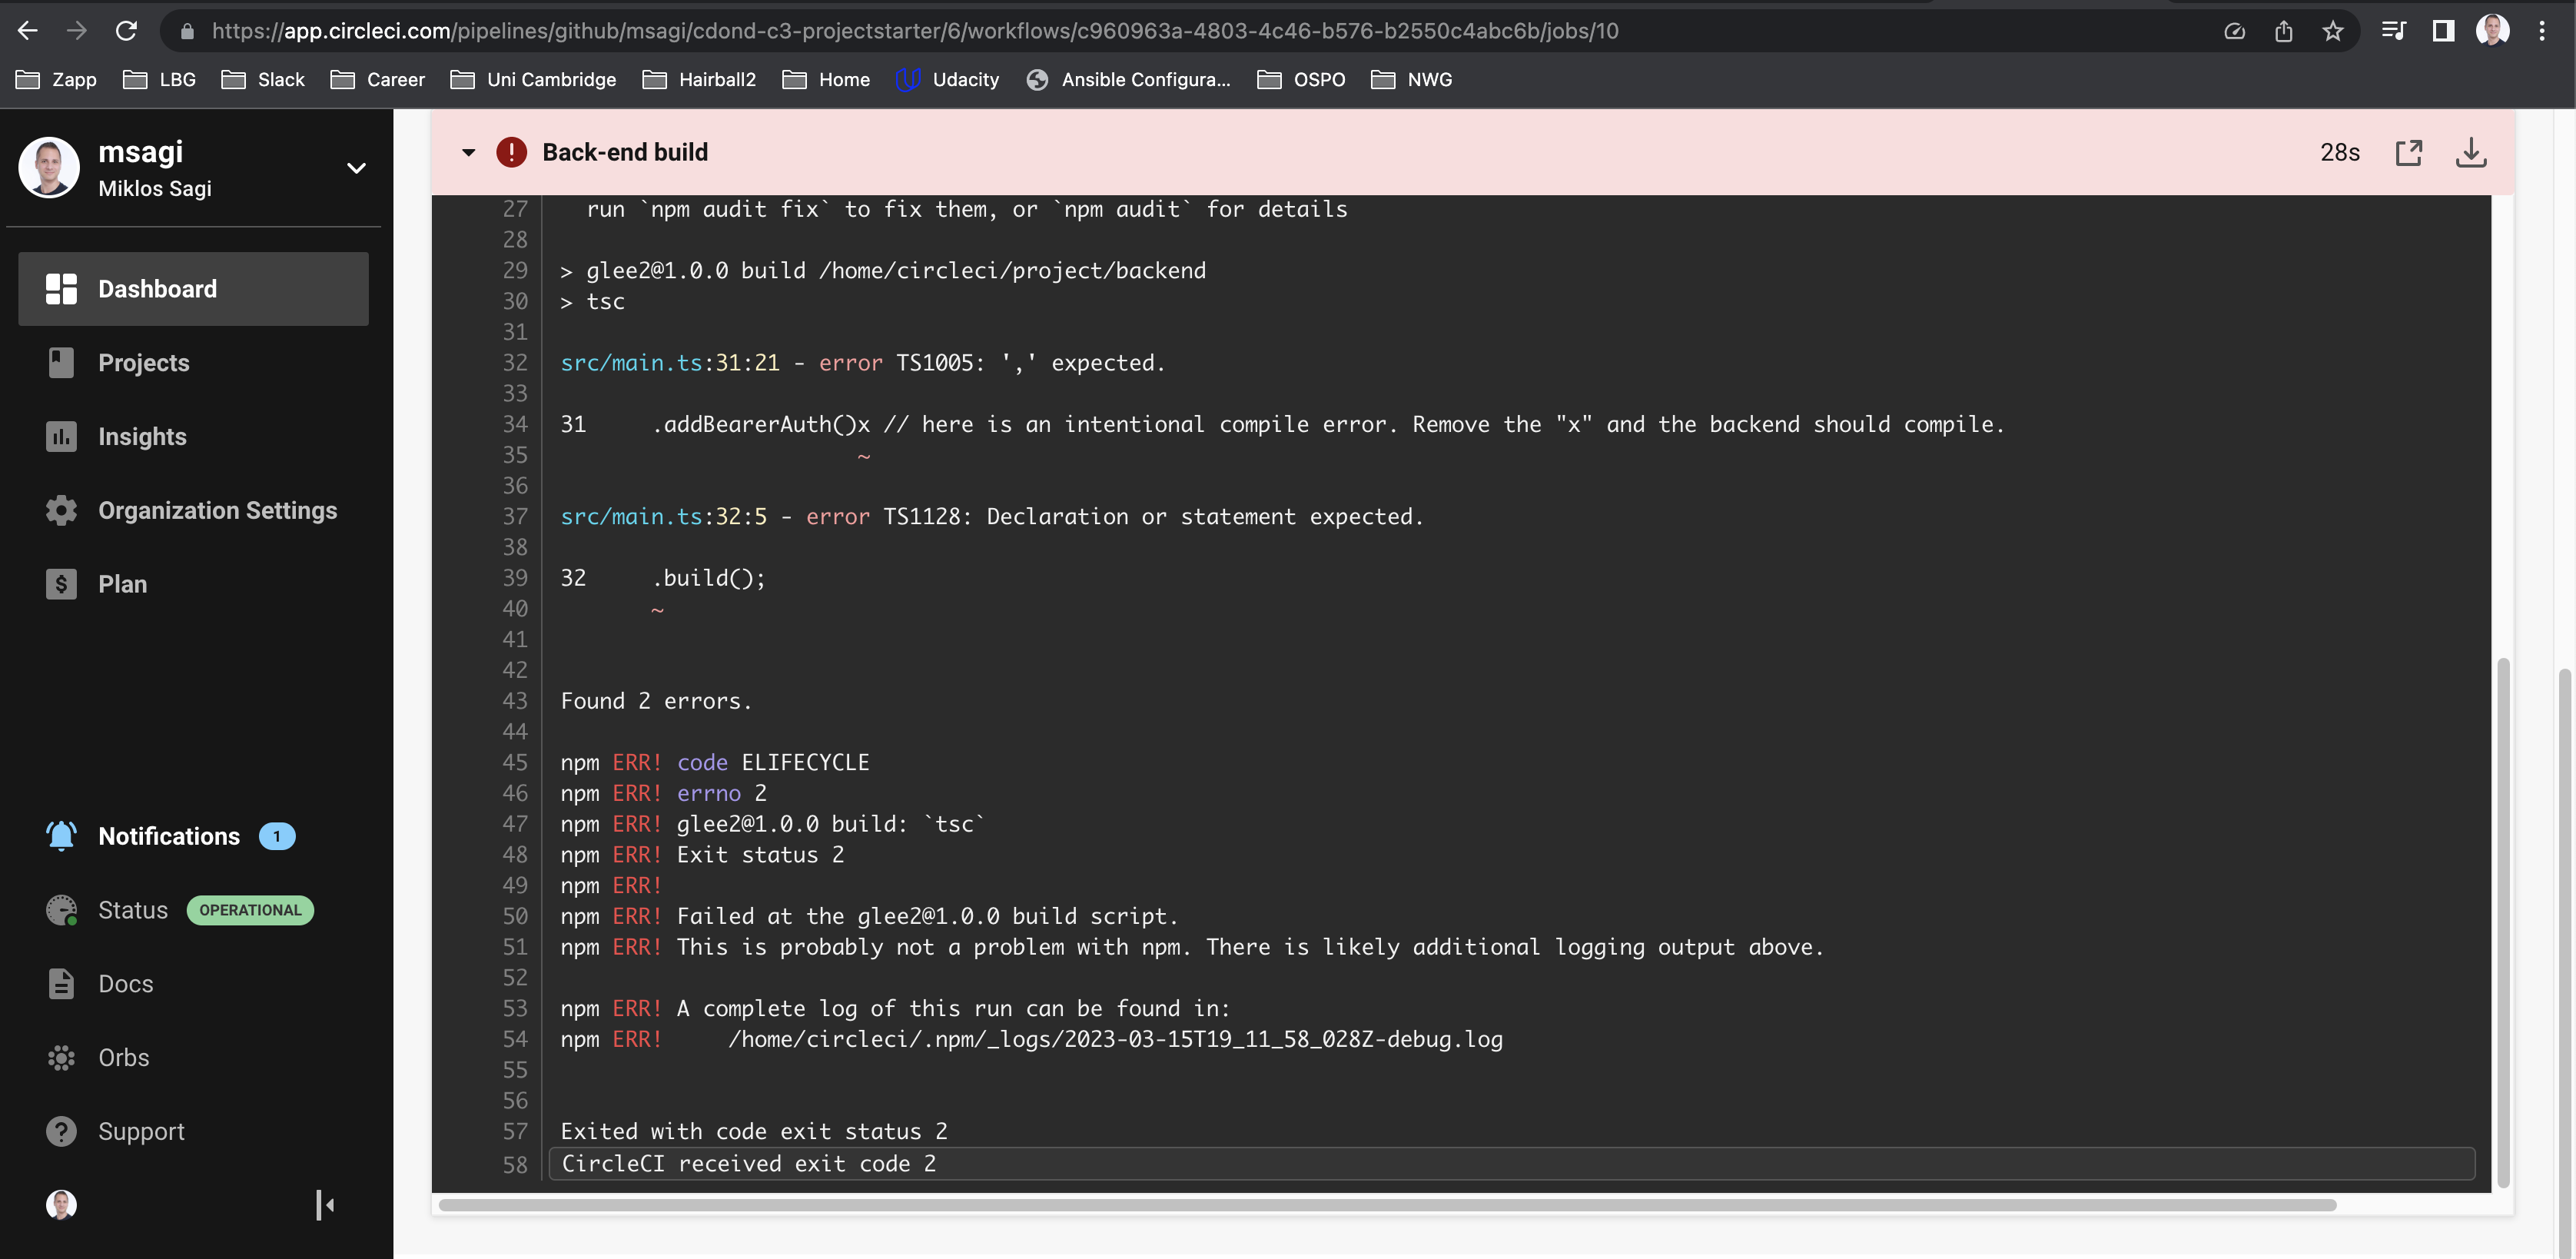 https://app.circleci.com/pipelines/github/msagi/cdond-c3-projectstarter/6/workflows/c960963a-4803-4c46-b576-b2550c4abc6b/jobs/10
Zapp LBG Slack Career Uni Cambridge Hairball2 Home Udacity Ansible Configura... OSPO NWG
msagi
Miklos Sagi
Dashboard
Projects
Insights
Organization Settings
Plan
Notifications 1
Status OPERATIONAL
Docs
Orbs
Support
Back-end build 28s
27 run `npm audit fix` to fix them, or `npm audit` for details
28
29 > glee2@1.0.0 build /home/circleci/project/backend
30 > tsc
31
32 src/main.ts:31:21 - error TS1005: ',' expected.
33
34 31 .addBearerAuth()x // here is an intentional compile error. Remove the "x" and the backend should compile.
35 ~
36
37 src/main.ts:32:5 - error TS1128: Declaration or statement expected.
38
39 32 .build();
40 ~
41
42
43 Found 2 errors.
44
45 npm ERR! code ELIFECYCLE
46 npm ERR! errno 2
47 npm ERR! glee2@1.0.0 build: `tsc`
48 npm ERR! Exit status 2
49 npm ERR!
50 npm ERR! Failed at the glee2@1.0.0 build script.
51 npm ERR! This is probably not a problem with npm. There is likely additional logging output above.
52
53 npm ERR! A complete log of this run can be found in:
54 npm ERR! /home/circleci/.npm/_logs/2023-03-15T19_11_58_028Z-debug.log
55
56
57 Exited with code exit status 2
58 CircleCI received exit code 2